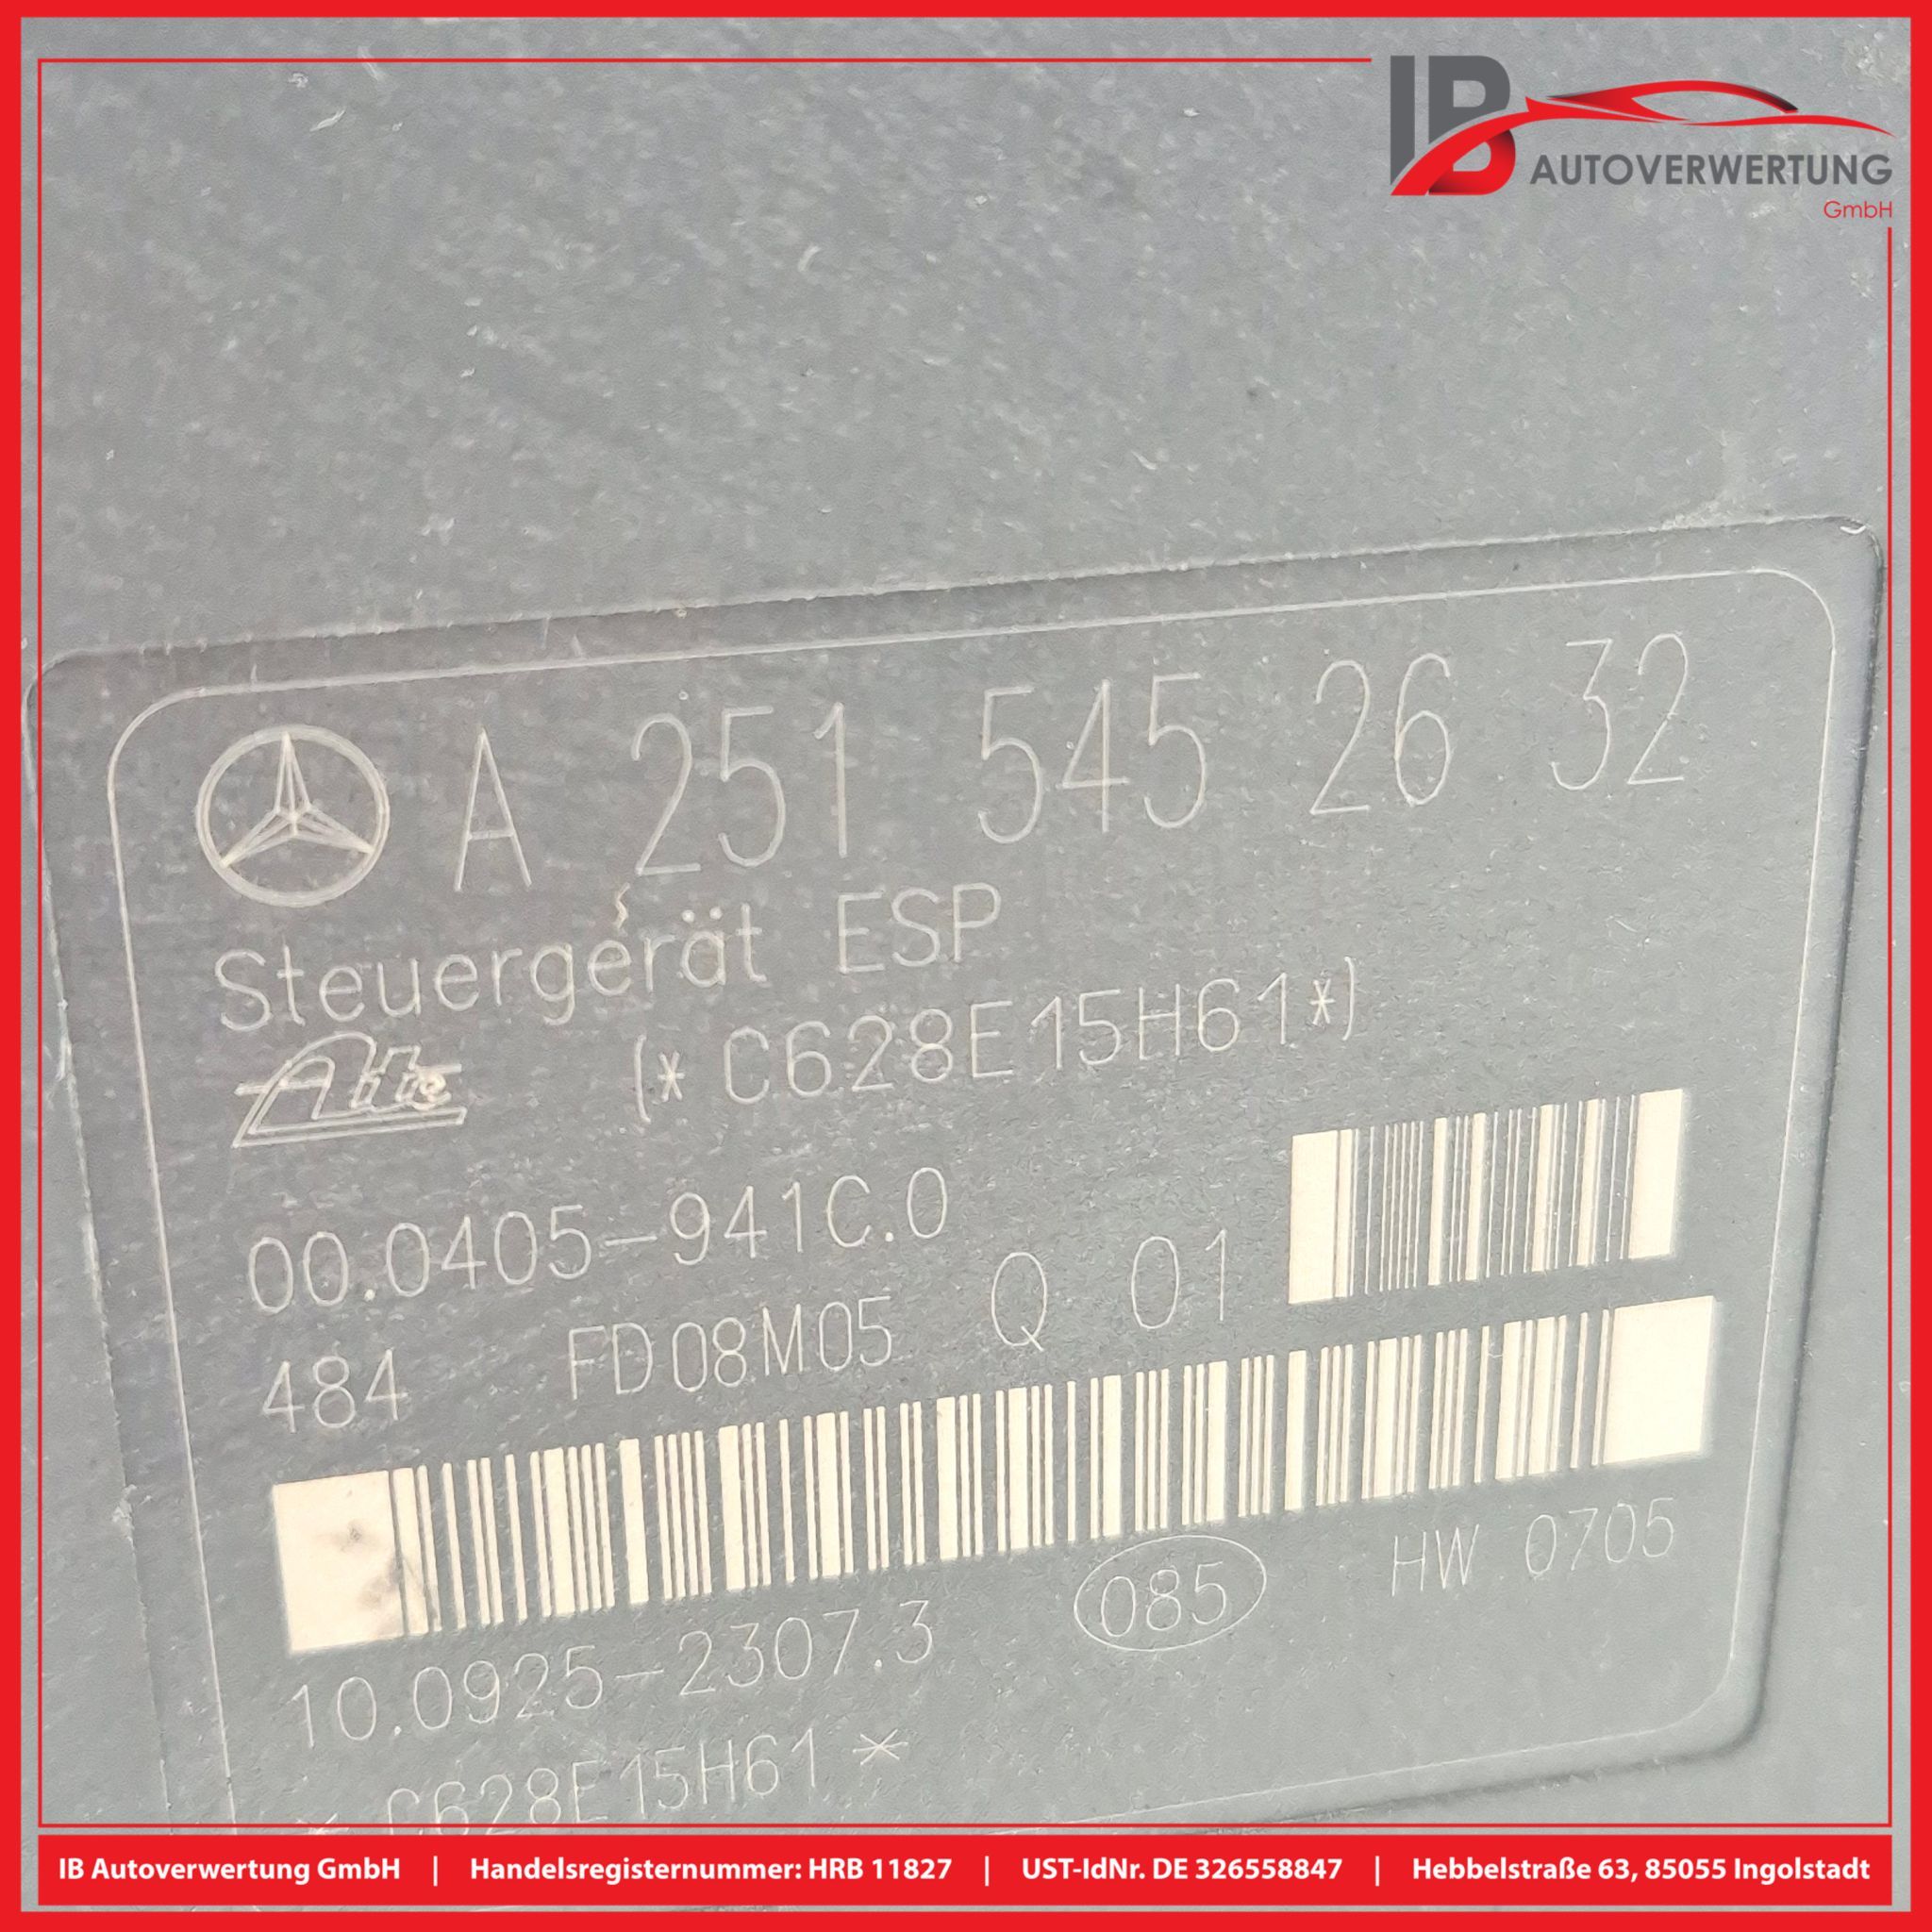 IB
AUTOVERWERTUNG
GmbH
A 251 545 26 32
Steuergerät ESP
Ate (* C628E15H61*)
00.0405-941C.0
484 FD08M05 Q 01
10.0925-2307.3 085 HW 0705
* C628E15H61 *
IB Autoverwertung GmbH | Handelsregisternummer: HRB 11827 | UST-IdNr. DE 326558847 | Hebbelstraße 63, 85055 Ingolstadt